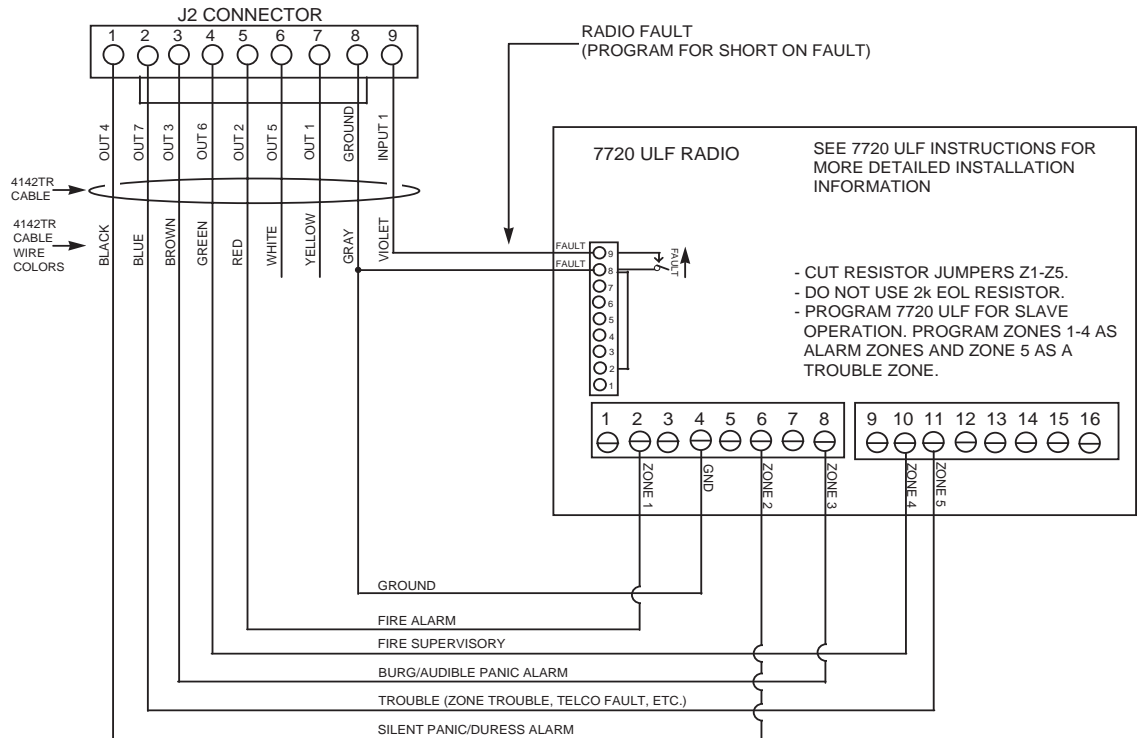 J2 CONNECTOR
1 2 3 4 5 6 7 8 9
OUT 4
OUT 7
OUT 3
OUT 6
OUT 2
OUT 5
OUT 1
GROUND
INPUT 1
4142TR
CABLE
4142TR
CABLE
WIRE
COLORS
BLACK
BLUE
BROWN
GREEN
RED
WHITE
YELLOW
GRAY
VIOLET
RADIO FAULT
(PROGRAM FOR SHORT ON FAULT)
7720 ULF RADIO
SEE 7720 ULF INSTRUCTIONS FOR
MORE DETAILED INSTALLATION
INFORMATION
FAULT
FAULT
9
8
7
6
5
4
3
2
1
FAULT
- CUT RESISTOR JUMPERS Z1-Z5.
- DO NOT USE 2k EOL RESISTOR.
- PROGRAM 7720 ULF FOR SLAVE
OPERATION. PROGRAM ZONES 1-4 AS
ALARM ZONES AND ZONE 5 AS A
TROUBLE ZONE.
1 2 3 4 5 6 7 8
9 10 11 12 13 14 15 16
ZONE 1
GND
ZONE 2
ZONE 3
ZONE 4
ZONE 5
GROUND
FIRE ALARM
FIRE SUPERVISORY
BURG/AUDIBLE PANIC ALARM
TROUBLE (ZONE TROUBLE, TELCO FAULT, ETC.)
SILENT PANIC/DURESS ALARM